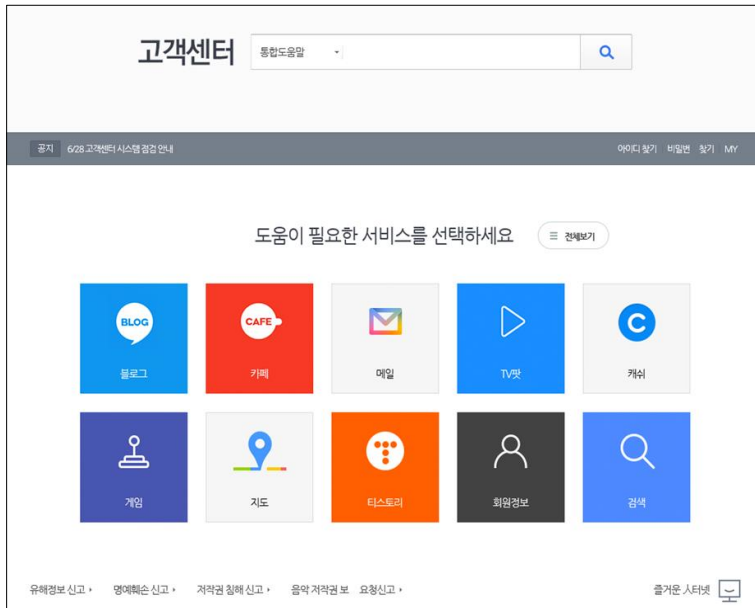 고객센터
통합도움말
공지 6/28 고객센터 시스템 점검 안내
아이디 찾기 비밀번 찾기 MY
도움이 필요한 서비스를 선택하세요
전체보기
BLOG CAFE C
블로그 카페 메일 TV팟 캐쉬
게임 지도 티스토리 회원정보 검색
유해정보 신고 명예훼손 신고 저작권 침해 신고 음악 저작권 보 요청신고
즐거운 人터넷